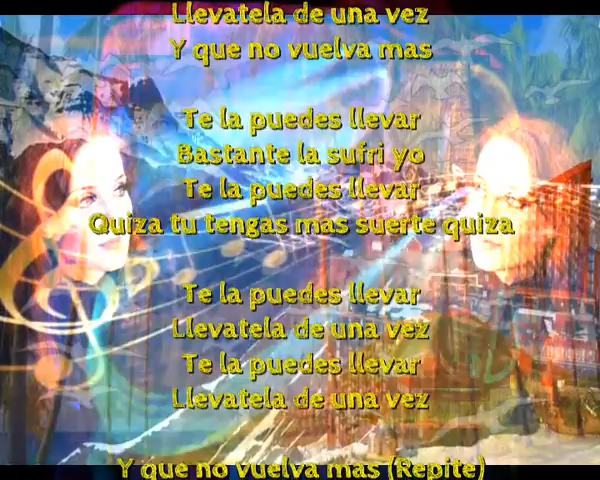 Llevatela de una vez
Y que no vuelva mas
Te la puedes llevar
Bastante la sufri yo
Te la puedes llevar
Quiza tu tengas mas suerte quiza
Te la puedes llevar
Llevatela de una vez
Te la puedes llevar
Llevatela de una vez
Y que no vuelva mas (Repite)